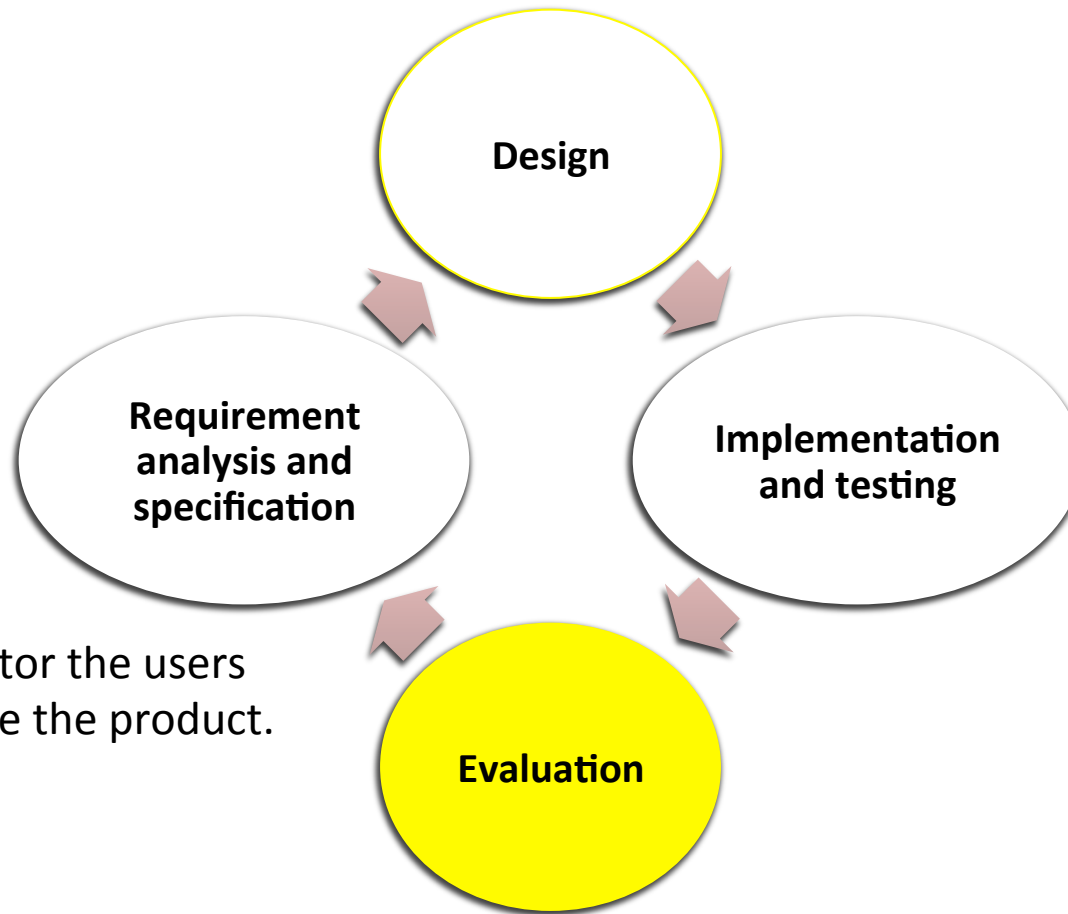 Design
Requirement
analysis and
specification
Implementation
and testing
tor the users
e the product.
Evaluation